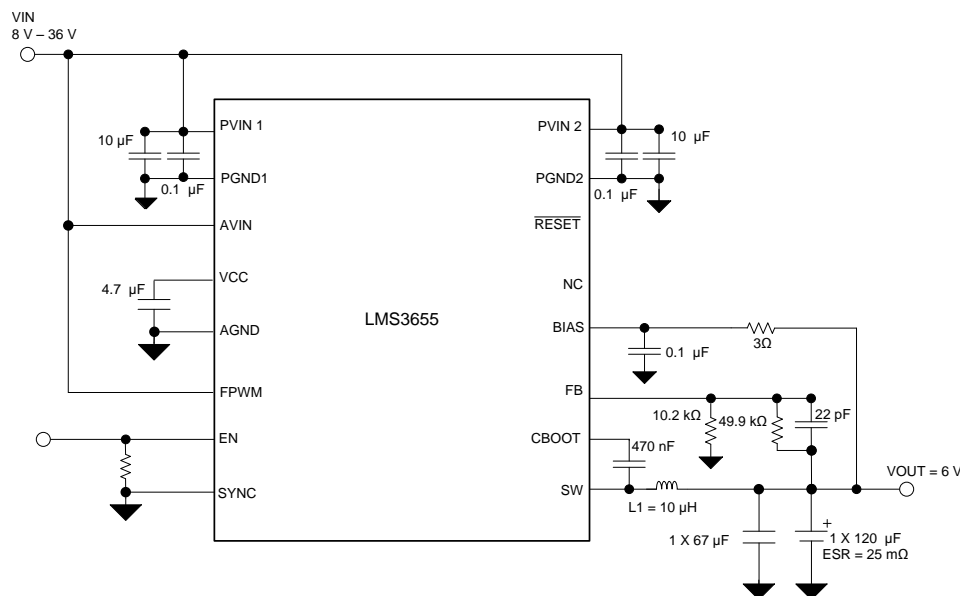 VIN
8 V – 36 V
PVIN 1
PVIN 2
10 µF
10 µF
PGND1
PGND2
0.1 µF
0.1 µF
AVIN
RESET
VCC
NC
4.7 µF
LMS3655
AGND
BIAS
3Ω
0.1 µF
FPWM
FB
10.2 kΩ
49.9 kΩ
22 pF
EN
CBOOT
470 nF
VOUT = 6 V
SYNC
SW
L1 = 10 µH
1 X 67 µF
+
1 X 120 µF
ESR = 25 mΩ